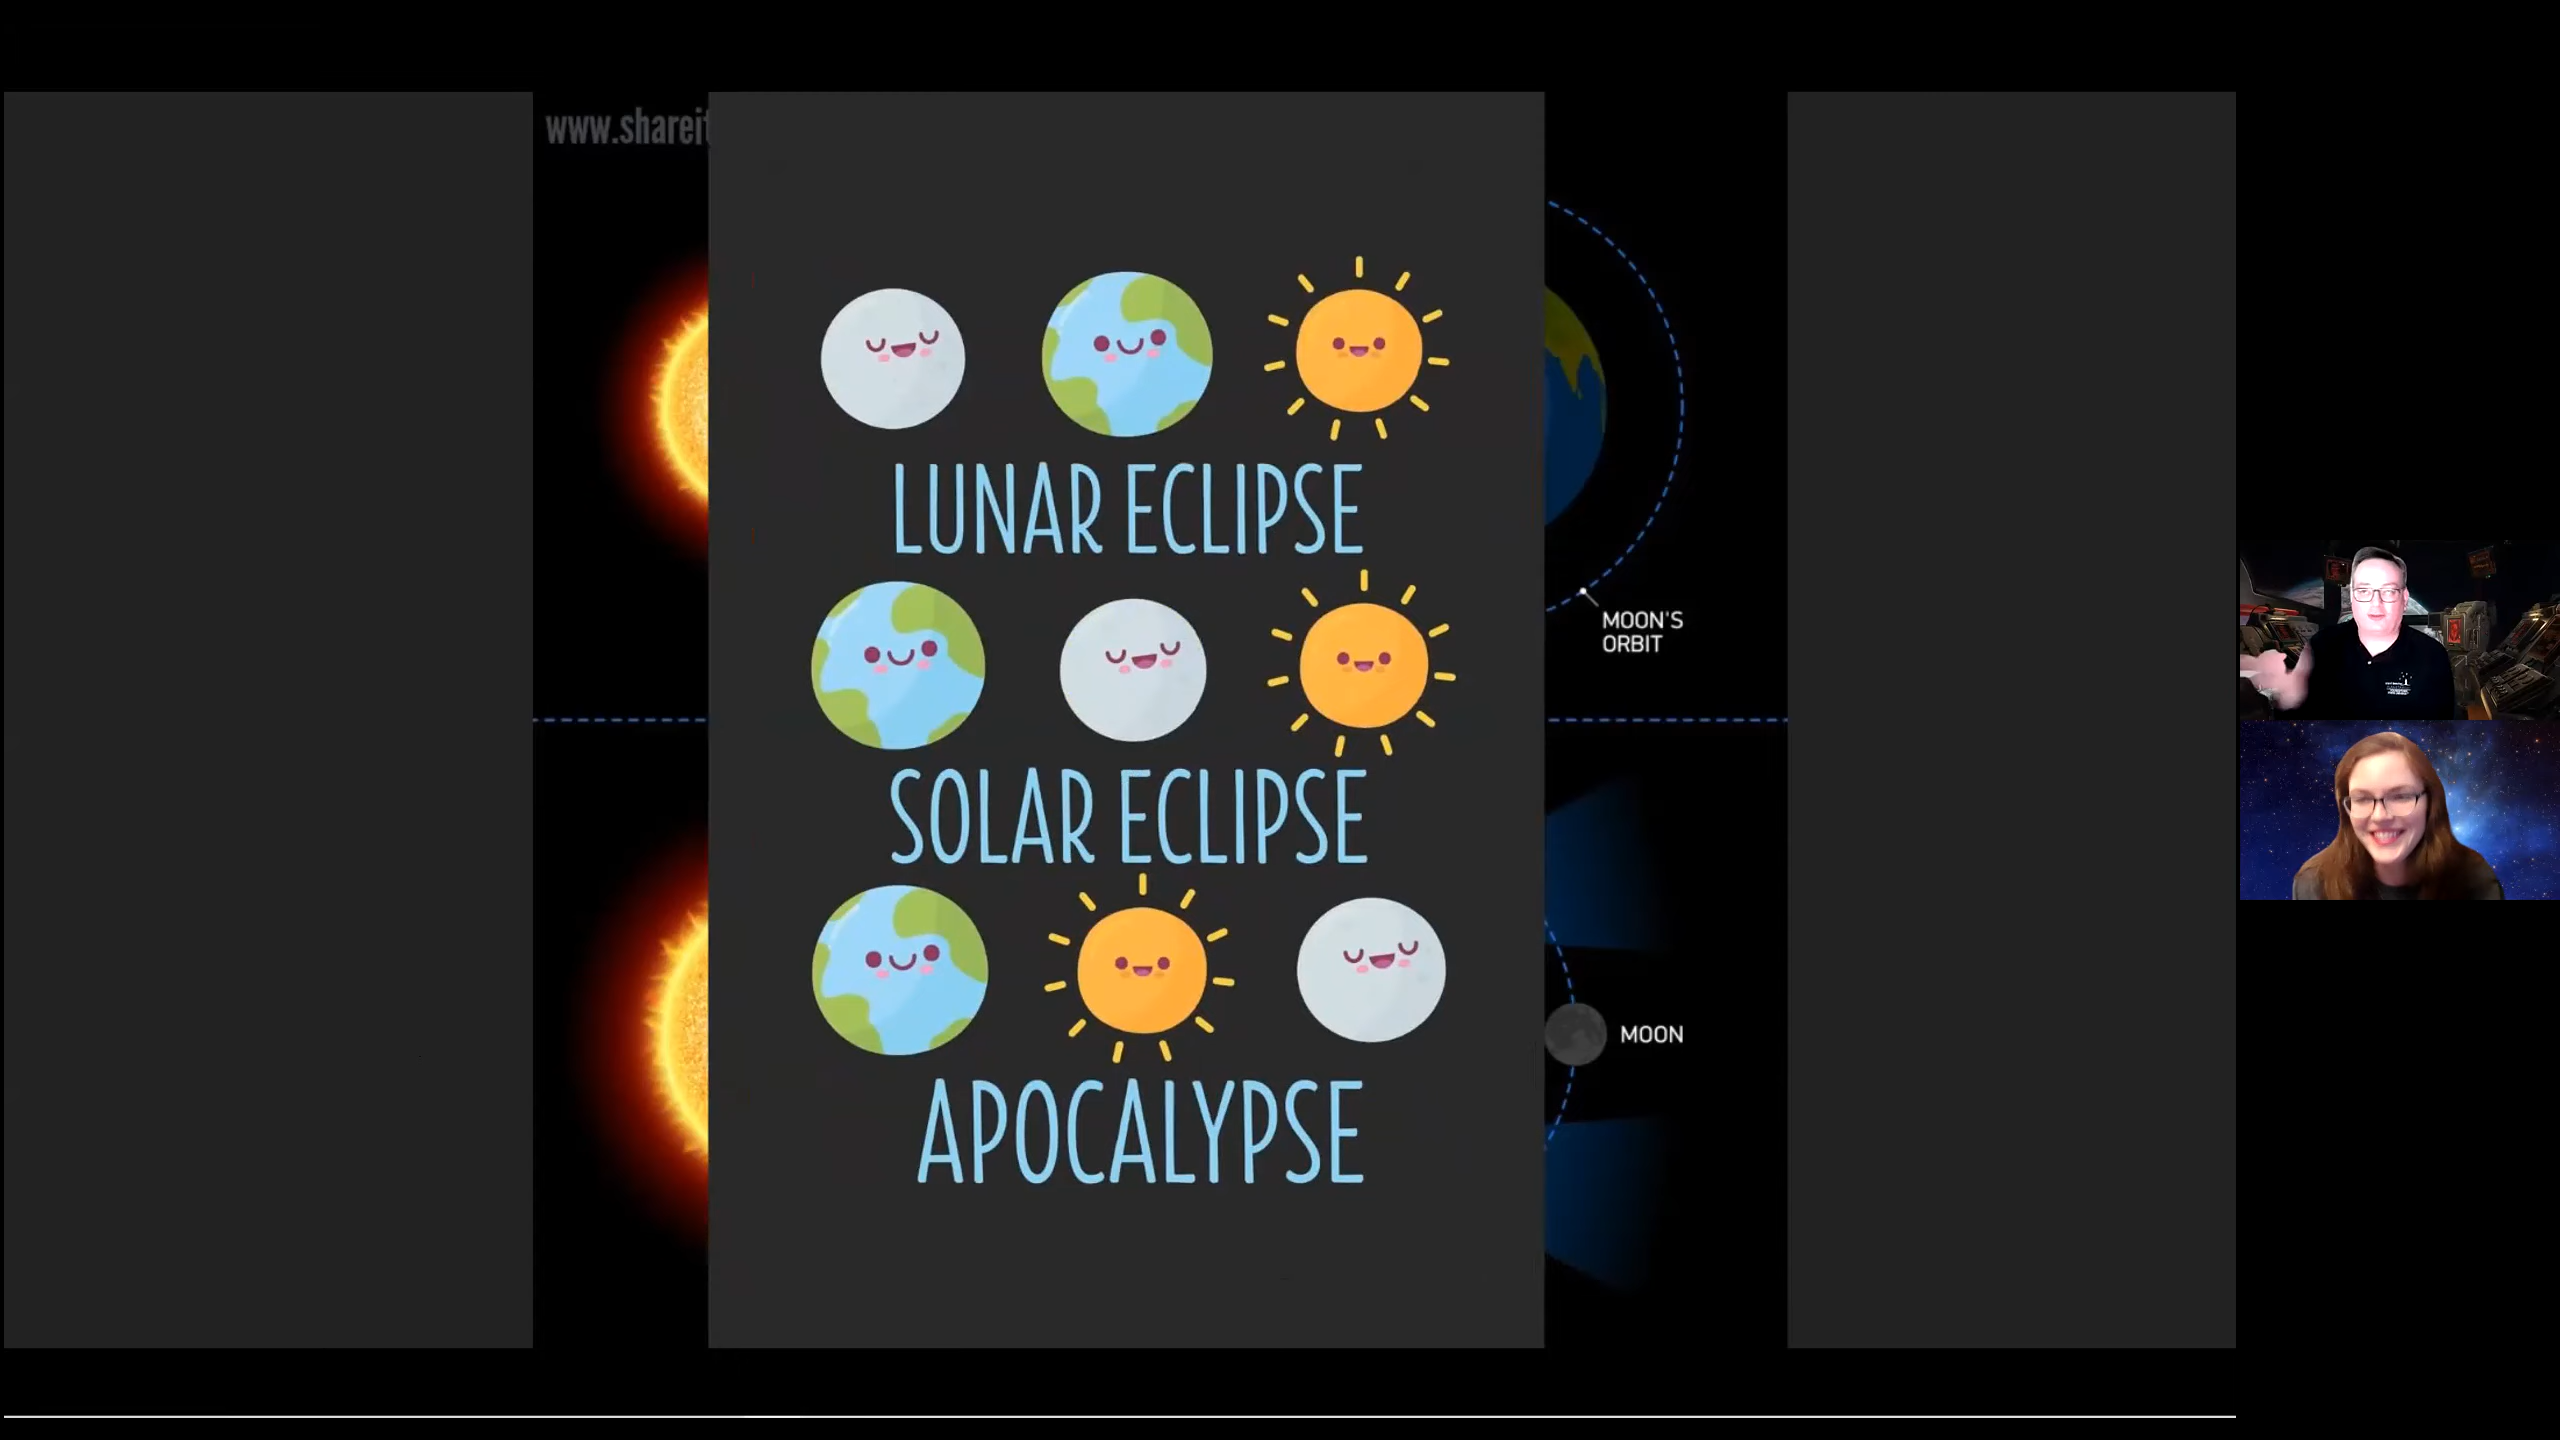 www.shareit
LUNAR ECLIPSE
MOON'S
ORBIT
SOLAR ECLIPSE
MOON
APOCALYPSE